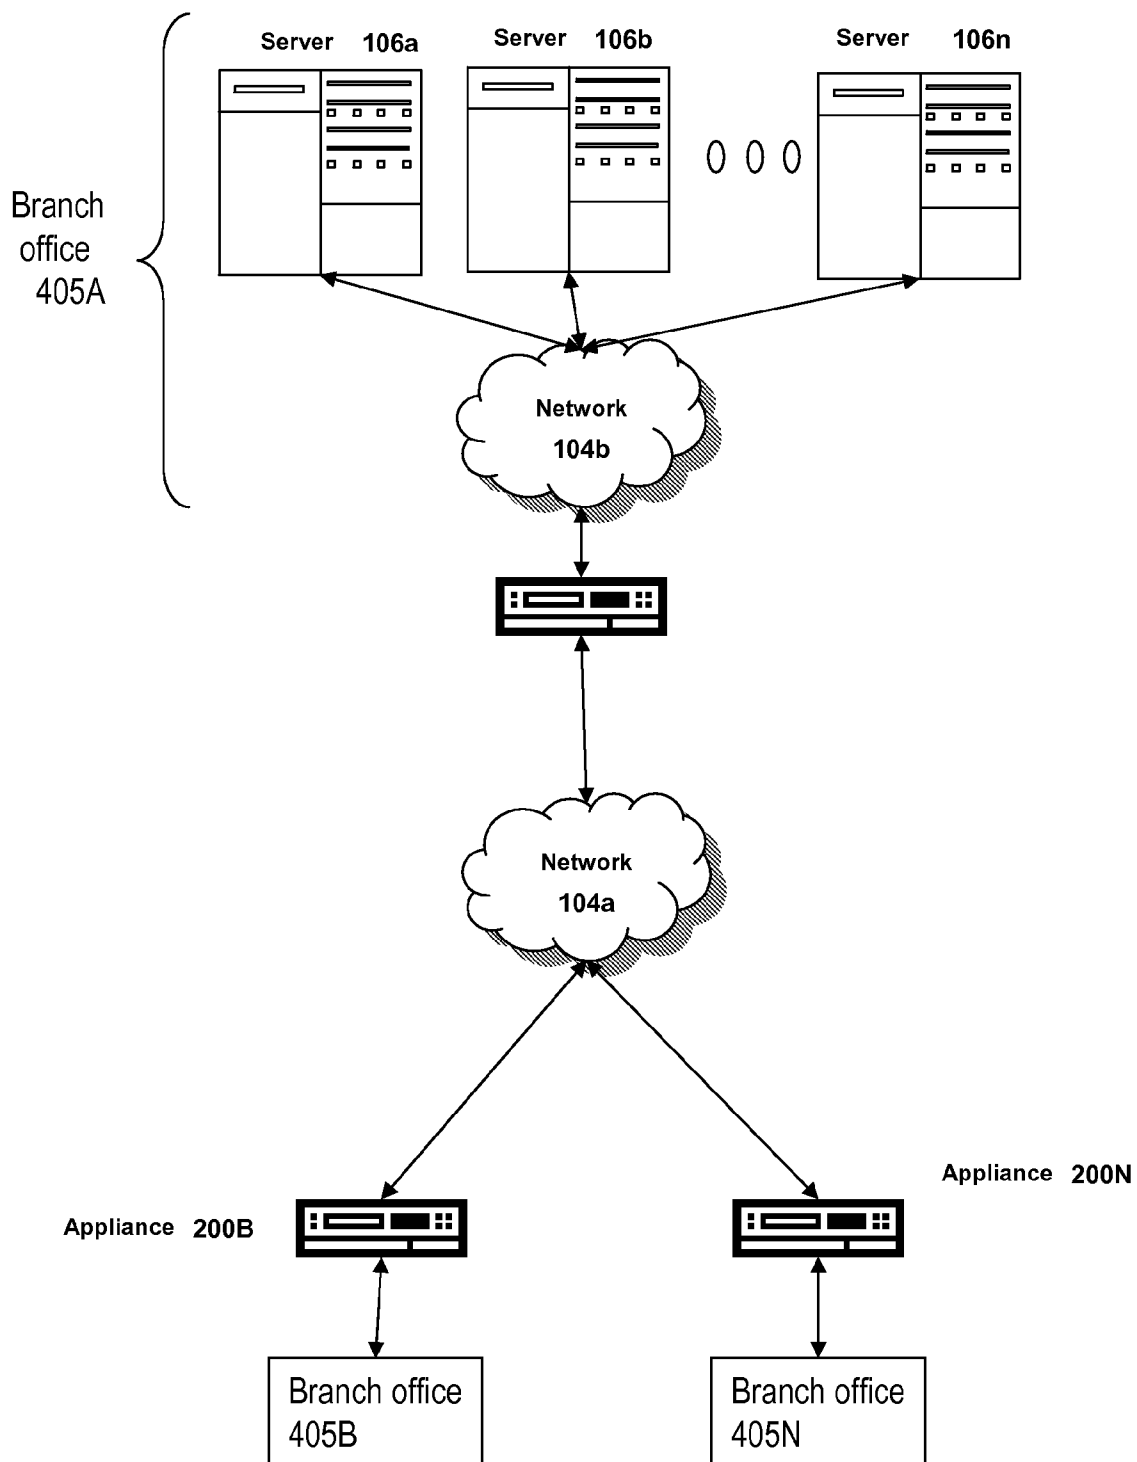 Server 106a
Server 106b
Server 106n
Branch
office
405A
Network
104b
Network
104a
Appliance 200N
Appliance 200B
Branch office
405B
Branch office
405N